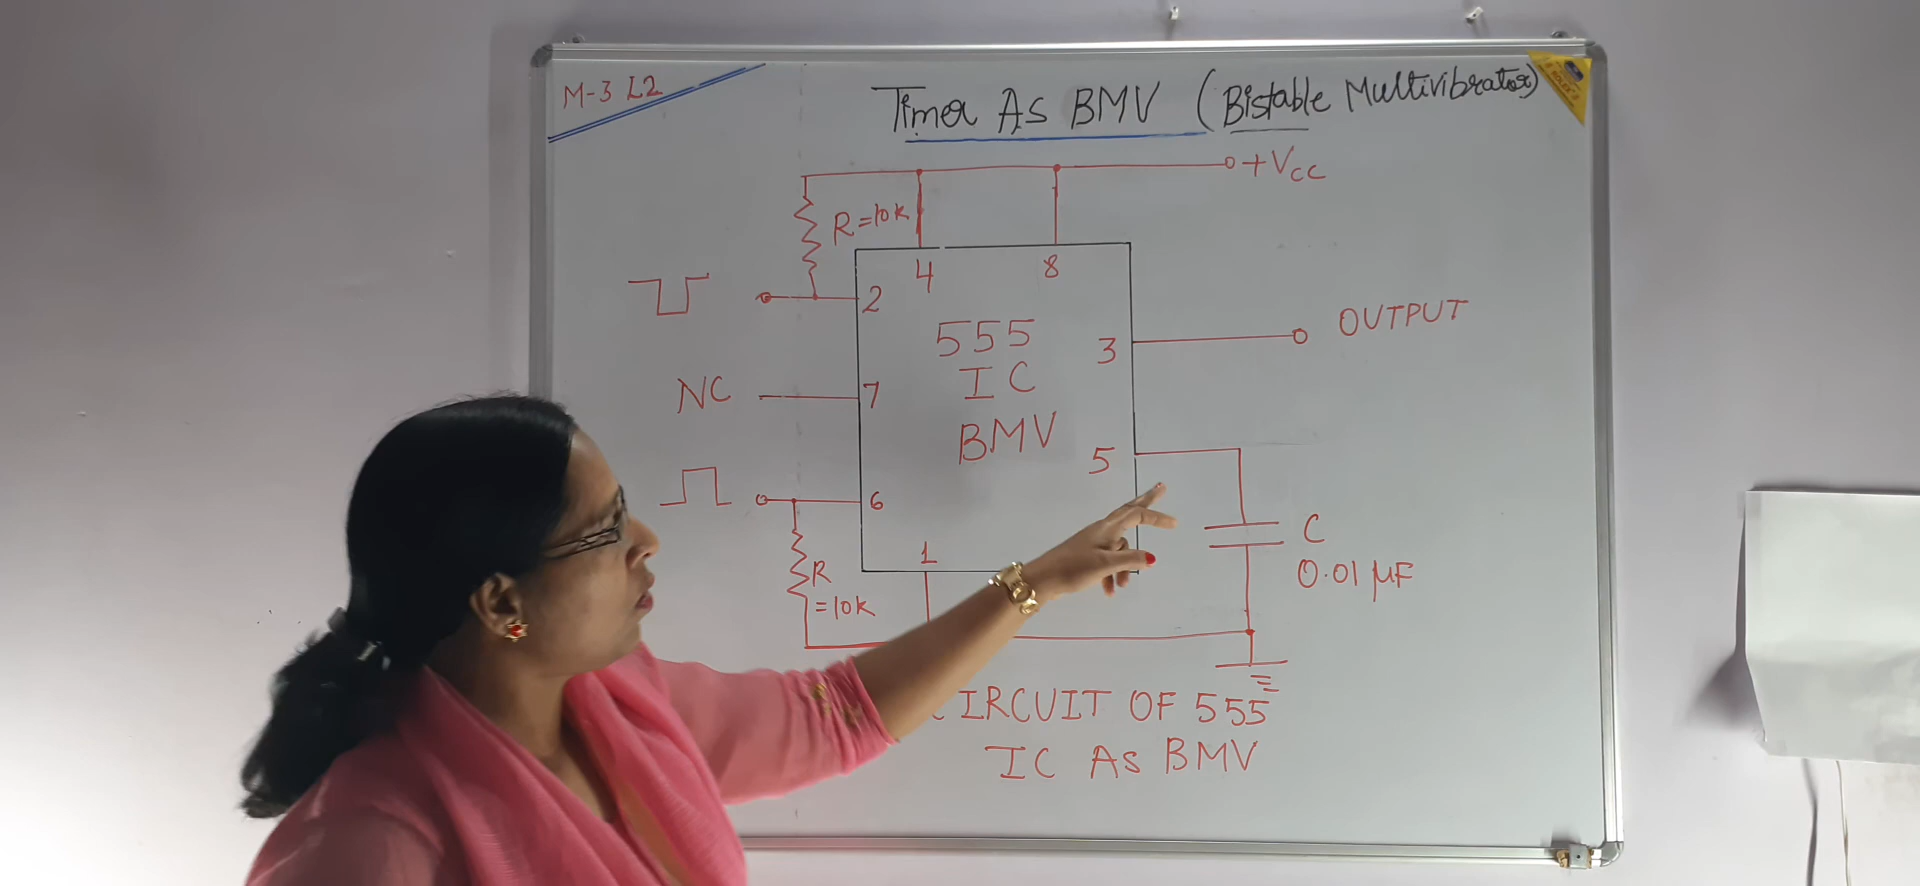 M-3 L2
Timer As BMV (Bistable Multivibrator)
+VCC
R=10k
4
8
2
555
OUTPUT
3
IC
NC
7
BMV
5
6
C
1
0.01 µF
R
=10k
CIRCUIT OF 555
IC As BMV